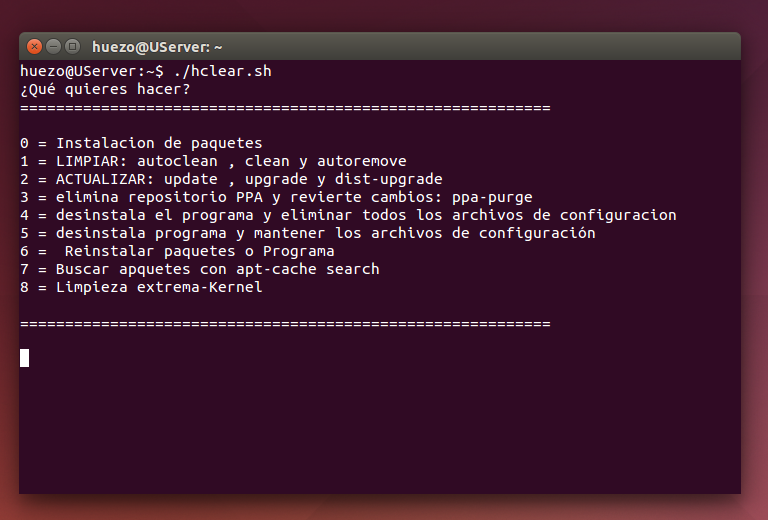 huezo@UServer: ~
huezo@UServer:~$ ./hclear.sh
¿Qué quieres hacer?
===========================================================

0 = Instalacion de paquetes
1 = LIMPIAR: autoclean , clean y autoremove
2 = ACTUALIZAR: update , upgrade y dist-upgrade
3 = elimina repositorio PPA y revierte cambios: ppa-purge
4 = desinstala el programa y eliminar todos los archivos de configuracion
5 = desinstala programa y mantener los archivos de configuración
6 =  Reinstalar paquetes o Programa
7 = Buscar apquetes con apt-cache search
8 = Limpieza extrema-Kernel

===========================================================